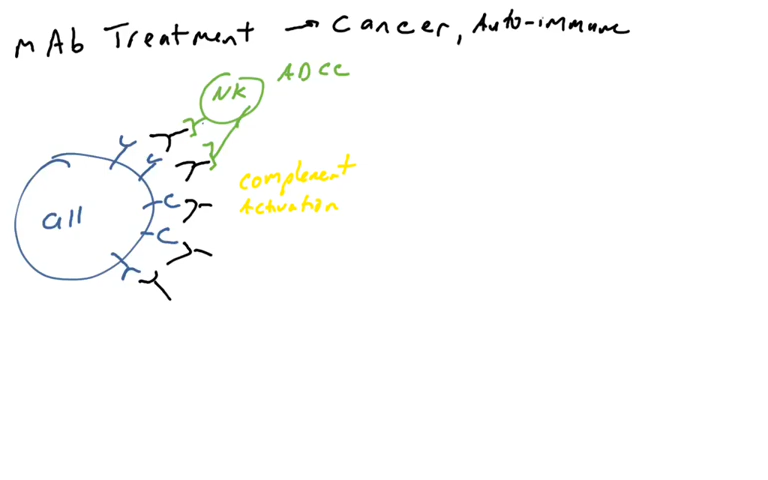 mAb Treatment → Cancer, Auto-immune
NK
ADCC
Complement
Activation
Cell